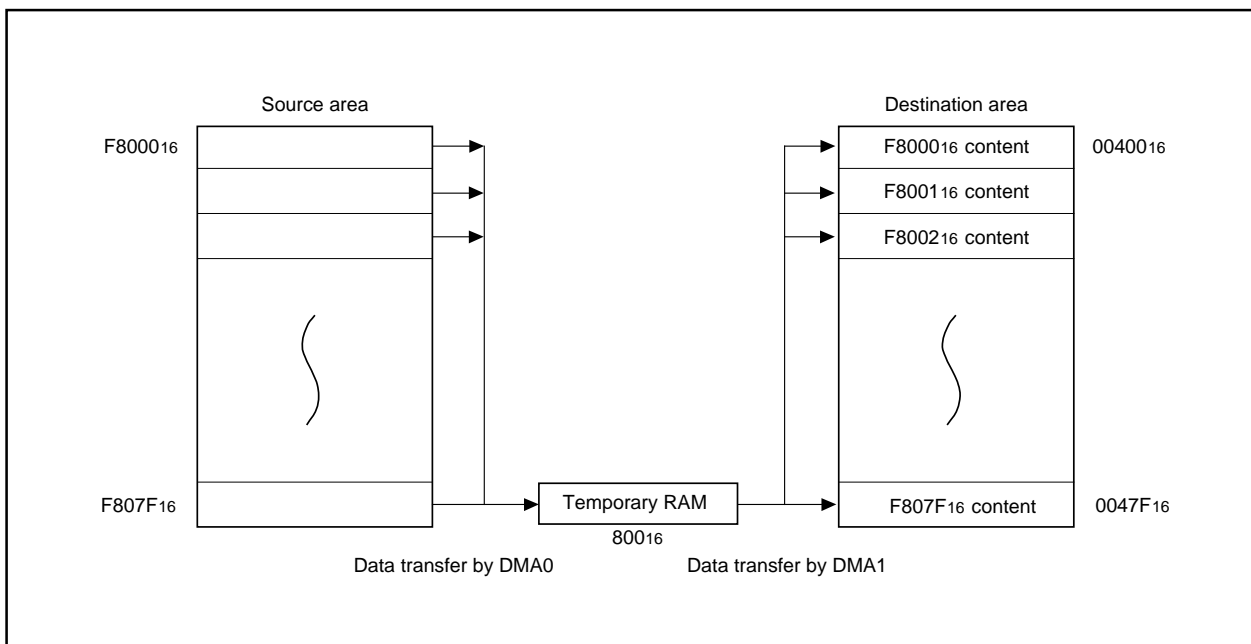 Source area
Destination area
F8000₁₆
F8000₁₆ content
00400₁₆
F8001₁₆ content
F8002₁₆ content
F807F₁₆
Temporary RAM
F807F₁₆ content
0047F₁₆
800₁₆
Data transfer by DMA0
Data transfer by DMA1